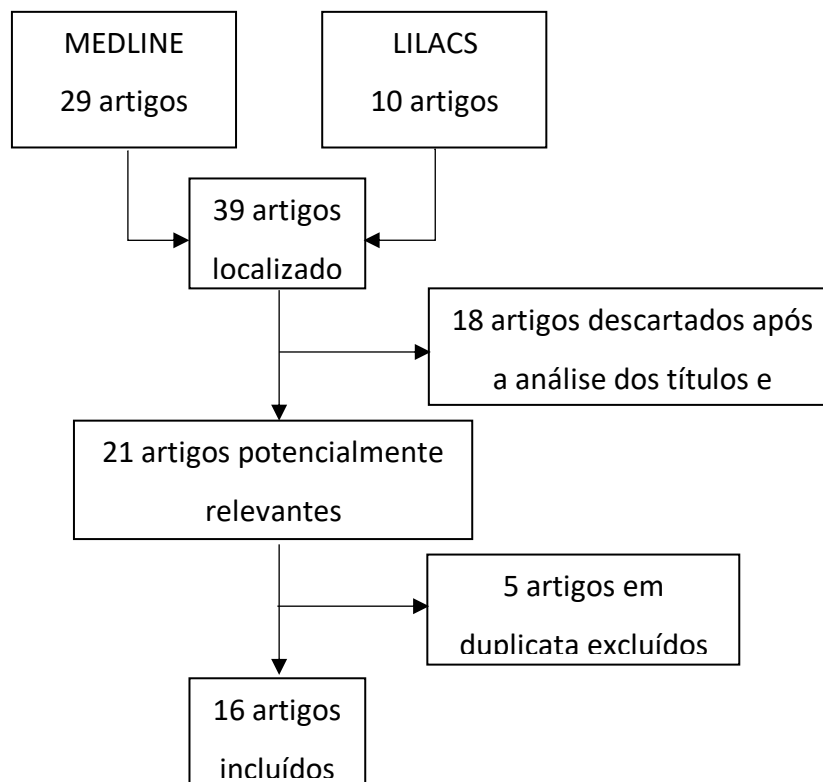 MEDLINE
29 artigos
LILACS
10 artigos
39 artigos
localizado
18 artigos descartados após
a análise dos títulos e
21 artigos potencialmente
relevantes
5 artigos em
duplicata excluídos
16 artigos
incluídos